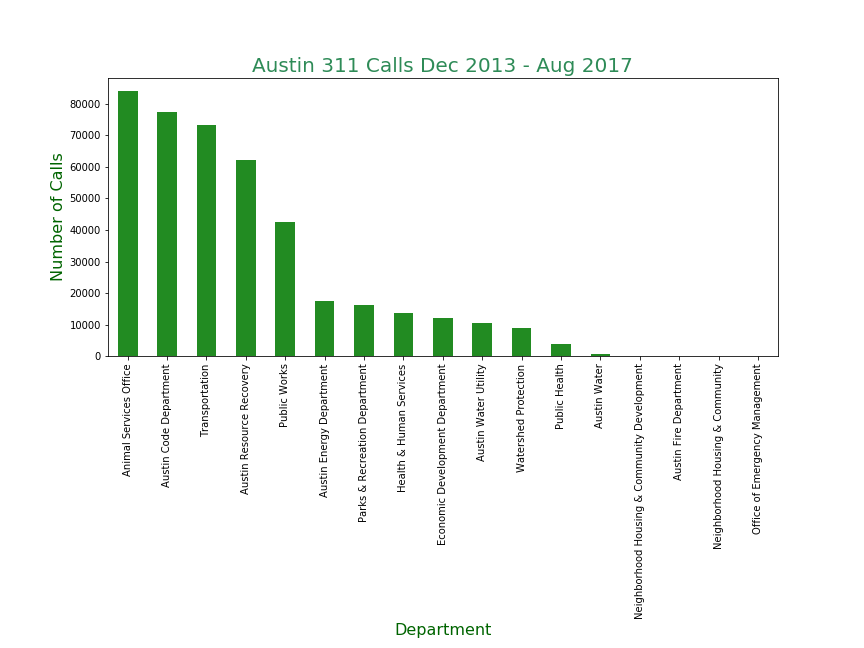 Austin 311 Calls Dec 2013 - Aug 2017
Number of Calls
80000
70000
60000
50000
40000
30000
20000
10000
0
Animal Services Office
Austin Code Department
Transportation
Austin Resource Recovery
Public Works
Austin Energy Department
Parks & Recreation Department
Health & Human Services
Economic Development Department
Austin Water Utility
Watershed Protection
Public Health
Austin Water
Neighborhood Housing & Community Development
Austin Fire Department
Neighborhood Housing & Community
Office of Emergency Management
Department